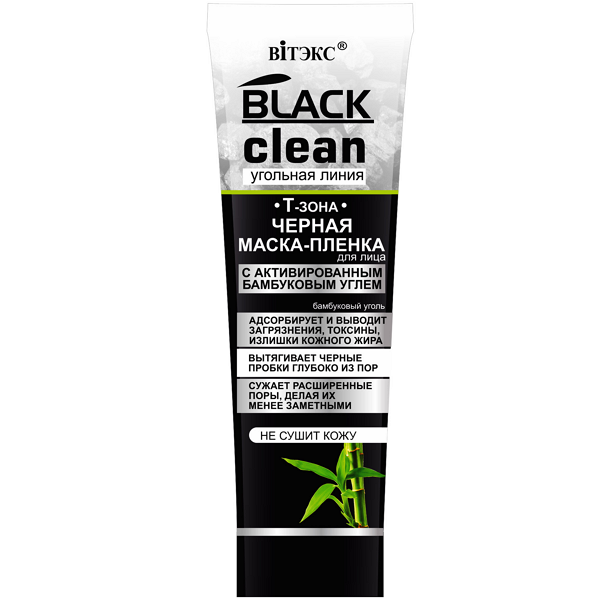 ВІТЭКС®
BLACK
clean
угольная линия
• Т-ЗОНА •
ЧЕРНАЯ
МАСКА-ПЛЕНКА
для лица
С АКТИВИРОВАННЫМ
БАМБУКОВЫМ УГЛЕМ
бамбуковый уголь
АДСОРБИРУЕТ И ВЫВОДИТ
ЗАГРЯЗНЕНИЯ, ТОКСИНЫ,
ИЗЛИШКИ КОЖНОГО ЖИРА
ВЫТЯГИВАЕТ ЧЕРНЫЕ
ПРОБКИ ГЛУБОКО ИЗ ПОР
СУЖАЕТ РАСШИРЕННЫЕ
ПОРЫ, ДЕЛАЯ ИХ
МЕНЕЕ ЗАМЕТНЫМИ
НЕ СУШИТ КОЖУ